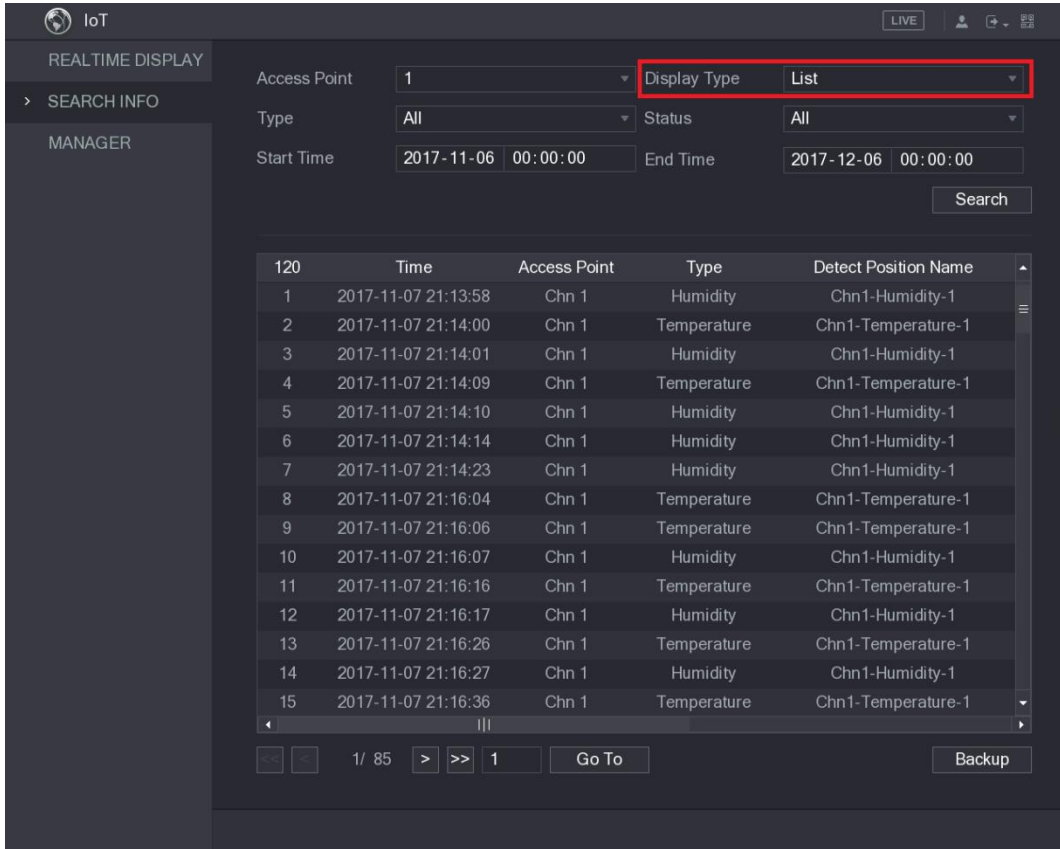 IoT LIVE
REALTIME DISPLAY
SEARCH INFO
MANAGER
Access Point 1 Display Type List
Type All Status All
Start Time 2017-11-06 00:00:00 End Time 2017-12-06 00:00:00
Search
120 Time Access Point Type Detect Position Name
1 2017-11-07 21:13:58 Chn 1 Humidity Chn1-Humidity-1
2 2017-11-07 21:14:00 Chn 1 Temperature Chn1-Temperature-1
3 2017-11-07 21:14:01 Chn 1 Humidity Chn1-Humidity-1
4 2017-11-07 21:14:09 Chn 1 Temperature Chn1-Temperature-1
5 2017-11-07 21:14:10 Chn 1 Humidity Chn1-Humidity-1
6 2017-11-07 21:14:14 Chn 1 Humidity Chn1-Humidity-1
7 2017-11-07 21:14:23 Chn 1 Humidity Chn1-Humidity-1
8 2017-11-07 21:16:04 Chn 1 Temperature Chn1-Temperature-1
9 2017-11-07 21:16:06 Chn 1 Temperature Chn1-Temperature-1
10 2017-11-07 21:16:07 Chn 1 Humidity Chn1-Humidity-1
11 2017-11-07 21:16:16 Chn 1 Temperature Chn1-Temperature-1
12 2017-11-07 21:16:17 Chn 1 Humidity Chn1-Humidity-1
13 2017-11-07 21:16:26 Chn 1 Temperature Chn1-Temperature-1
14 2017-11-07 21:16:27 Chn 1 Humidity Chn1-Humidity-1
15 2017-11-07 21:16:36 Chn 1 Temperature Chn1-Temperature-1
<< < 1/ 85 > >> 1 Go To Backup